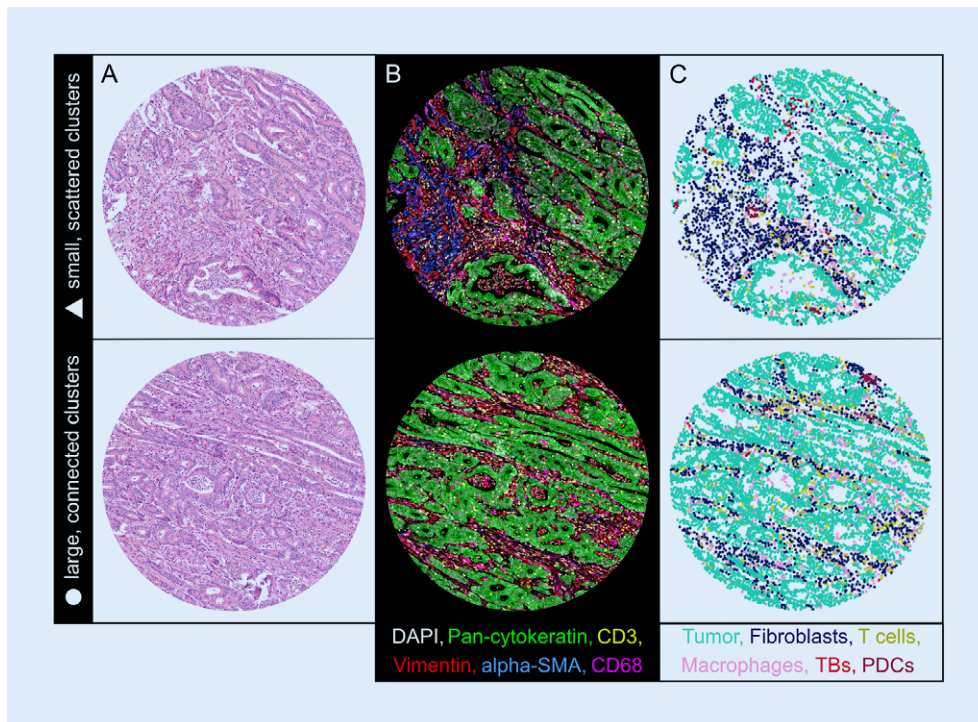 A
B
C
small, scattered clusters
large, connected clusters
DAPI, Pan-cytokeratin, CD3,
Vimentin, alpha-SMA, CD68
Tumor, Fibroblasts, T cells,
Macrophages, TBs, PDCs